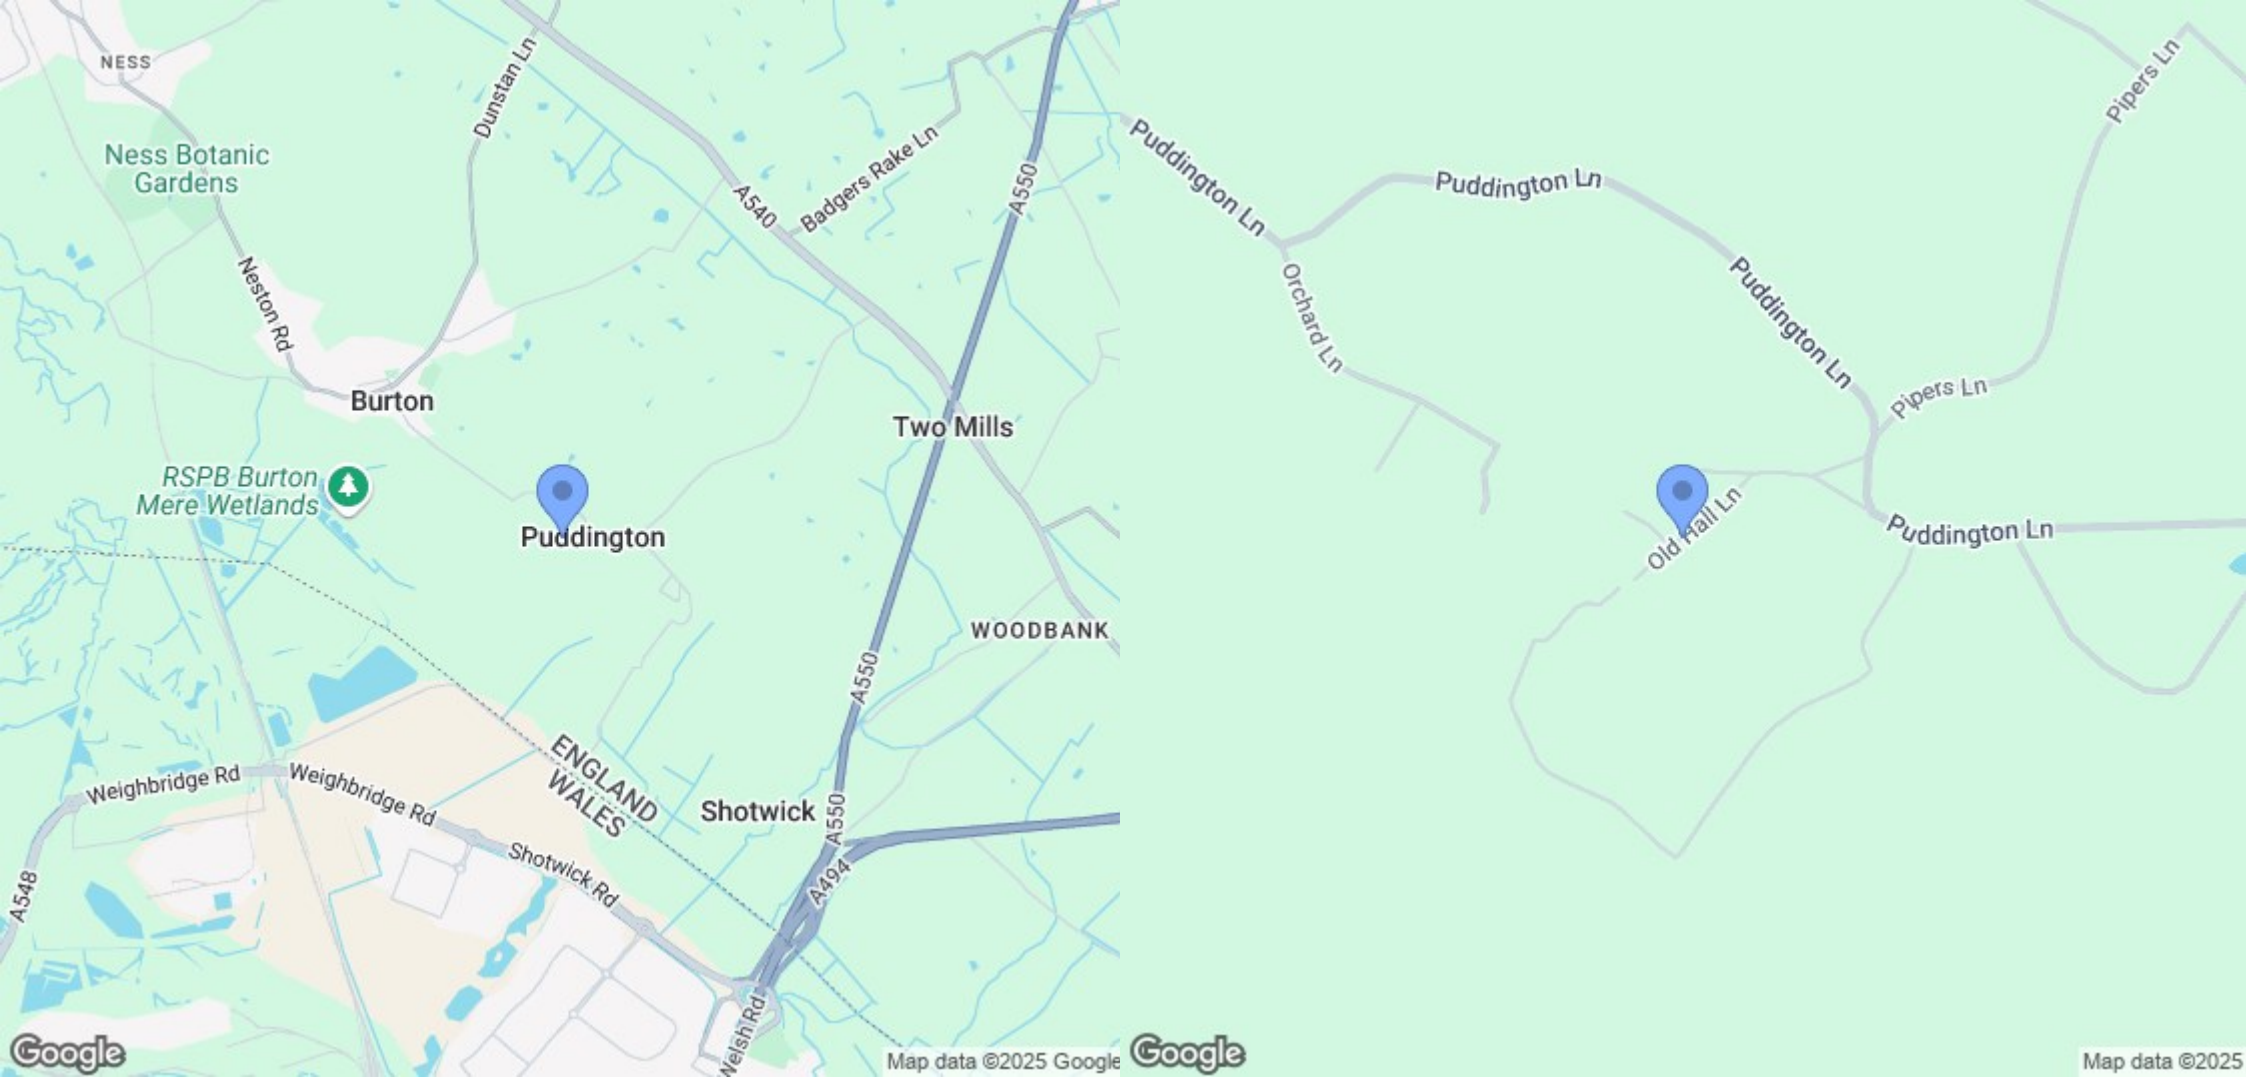 NESS
Dunstan Ln
Ness Botanic
Gardens
A540
Badgers Rake Ln
A550
Neston Rd
Burton
Two Mills
RSPB Burton
Mere Wetlands
Puddington
WOODBANK
A550
ENGLAND
WALES
Weighbridge Rd
Weighbridge Rd
Shotwick
A550
Shotwick Rd
A494
A548
Welsh Rd
Google
Map data ©2025 Google
Puddington Ln
Puddington Ln
Pipers Ln
Orchard Ln
Puddington Ln
Pipers Ln
Old Hall Ln
Puddington Ln
Google
Map data ©2025